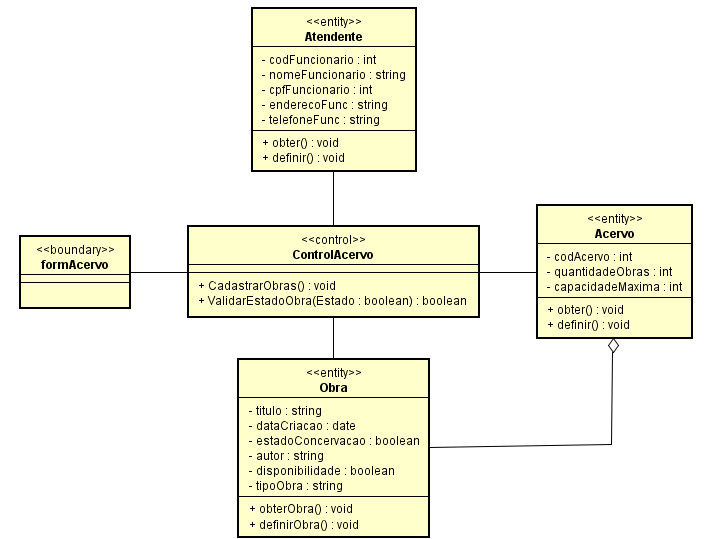 <<entity>>
Atendente
- codFuncionario : int
- nomeFuncionario : string
- cpfFuncionario : int
- enderecoFunc : string
- telefoneFunc : string
+ obter() : void
+ definir() : void
<<boundary>>
formAcervo
<<control>>
ControlAcervo
+ CadastrarObras() : void
+ ValidarEstadoObra(Estado : boolean) : boolean
<<entity>>
Acervo
- codAcervo : int
- quantidadeObras : int
- capacidadeMaxima : int
+ obter() : void
+ definir() : void
<<entity>>
Obra
- titulo : string
- dataCriacao : date
- estadoConcervacao : boolean
- autor : string
- disponibilidade : boolean
- tipoObra : string
+ obterObra() : void
+ definirObra() : void